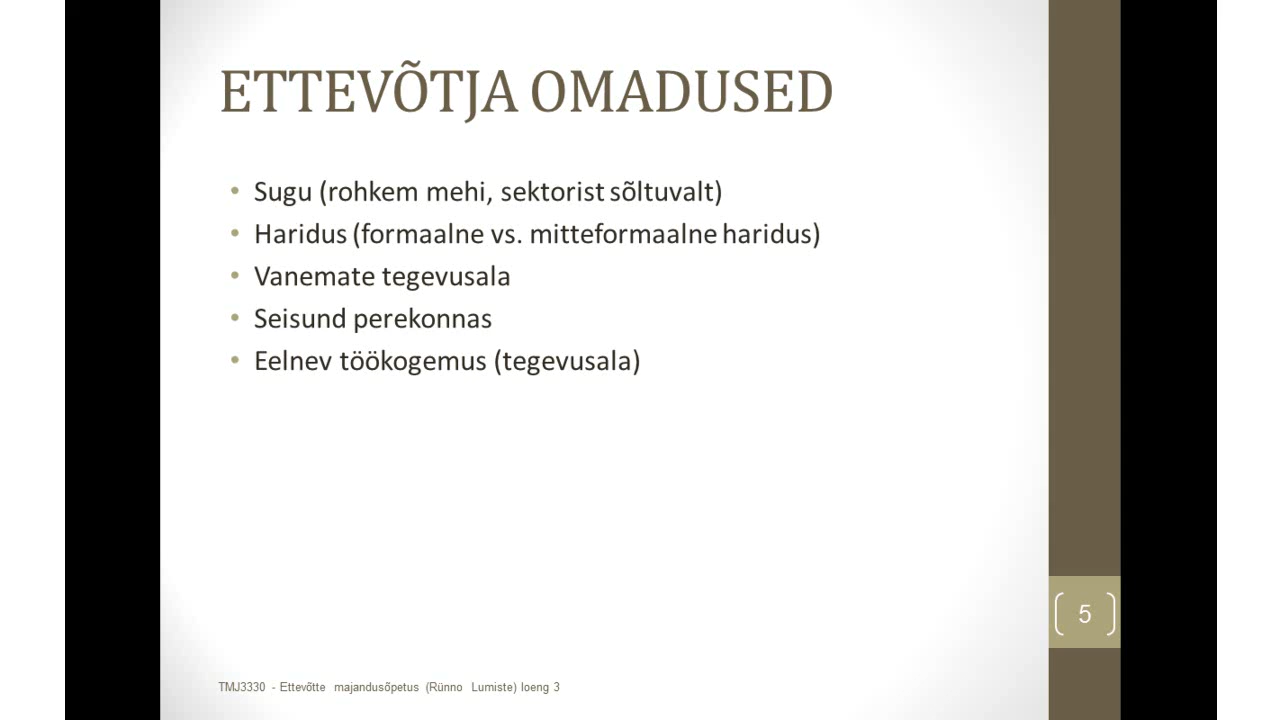 ETTEVÕTJA OMADUSED
• Sugu (rohkem mehi, sektorist sõltuvalt)
• Haridus (formaalne vs. mitteformaalne haridus)
• Vanemate tegevusala
• Seisund perekonnas
• Eelnev töökogemus (tegevusala)
5
TMJ3330 - Ettevõtte majandusõpetus (Rünno Lumiste) loeng 3